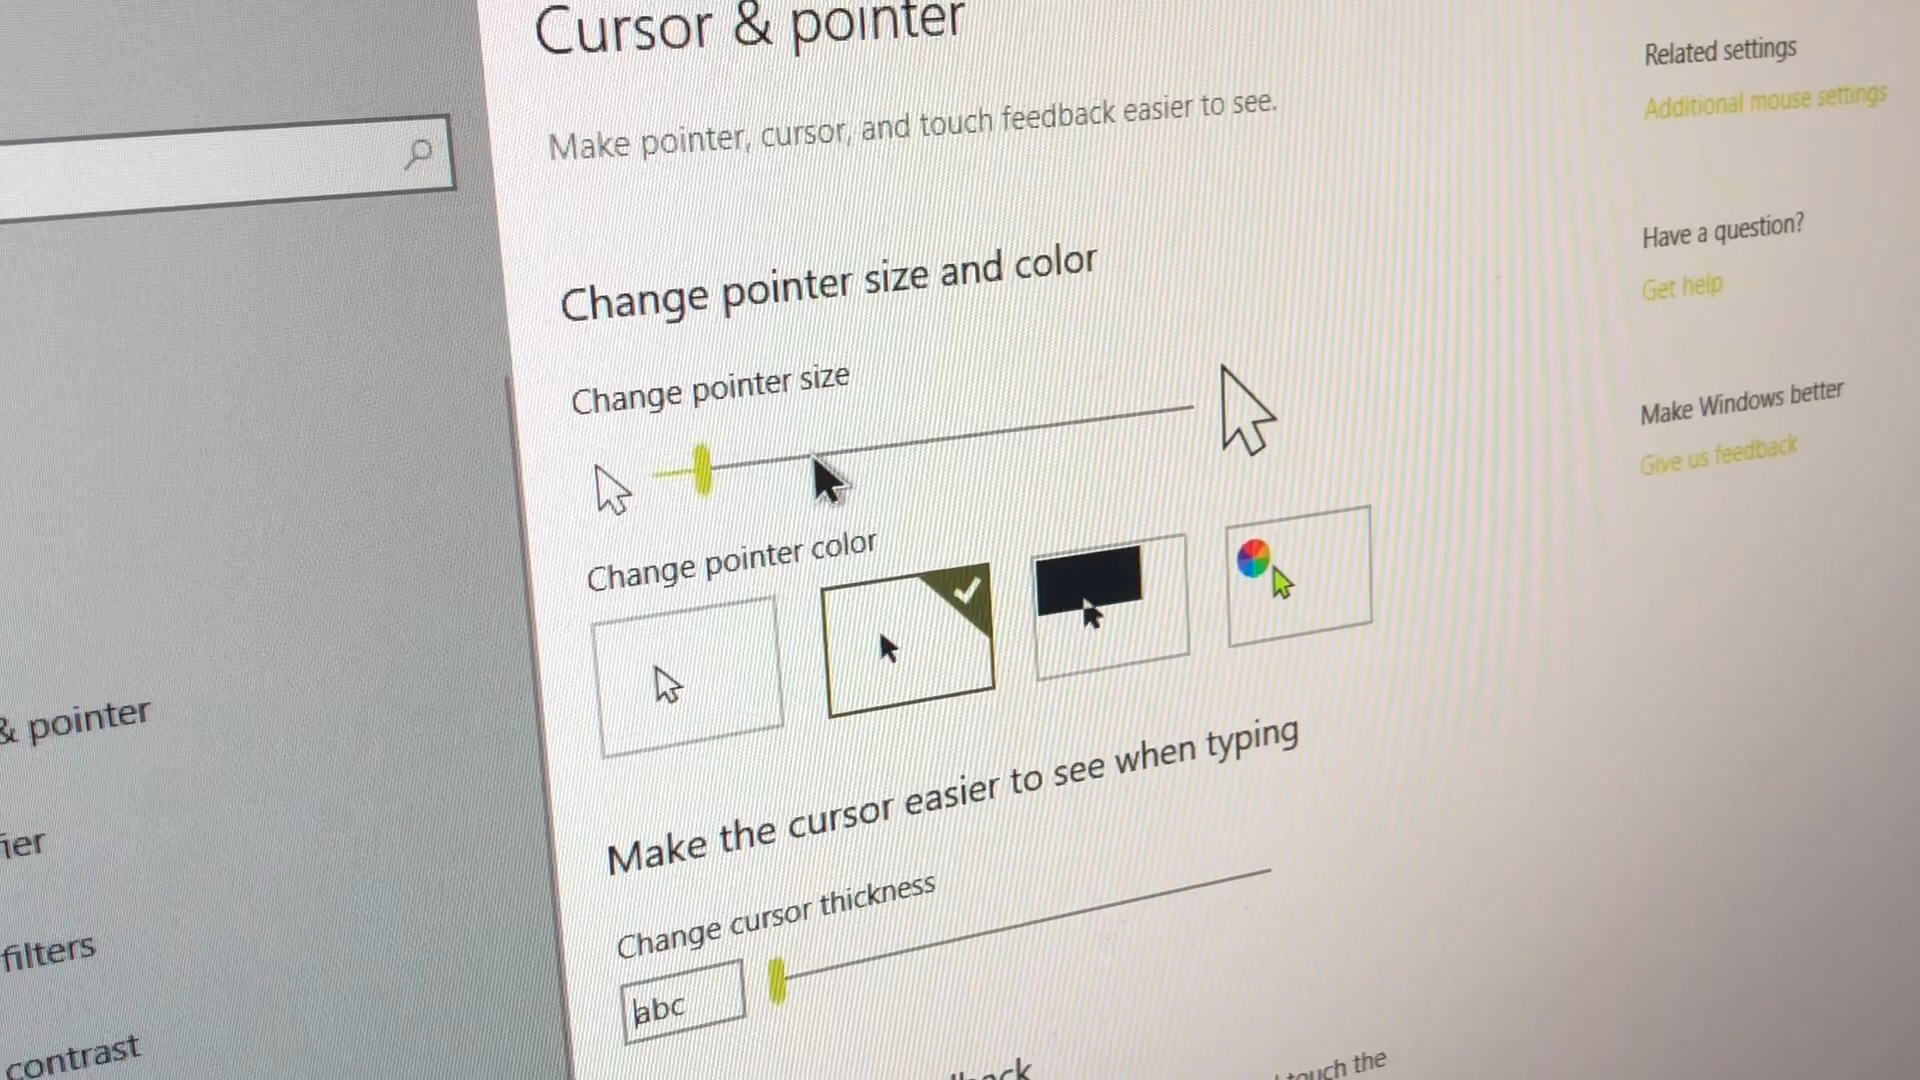 Cursor & pointer
Make pointer, cursor, and touch feedback easier to see.
Change pointer size and color
Change pointer size
Change pointer color
Make the cursor easier to see when typing
Change cursor thickness
abc
touch the
Related settings
Additional mouse settings
Have a question?
Get help
Make Windows better
Give us feedback
& pointer
filters
contrast